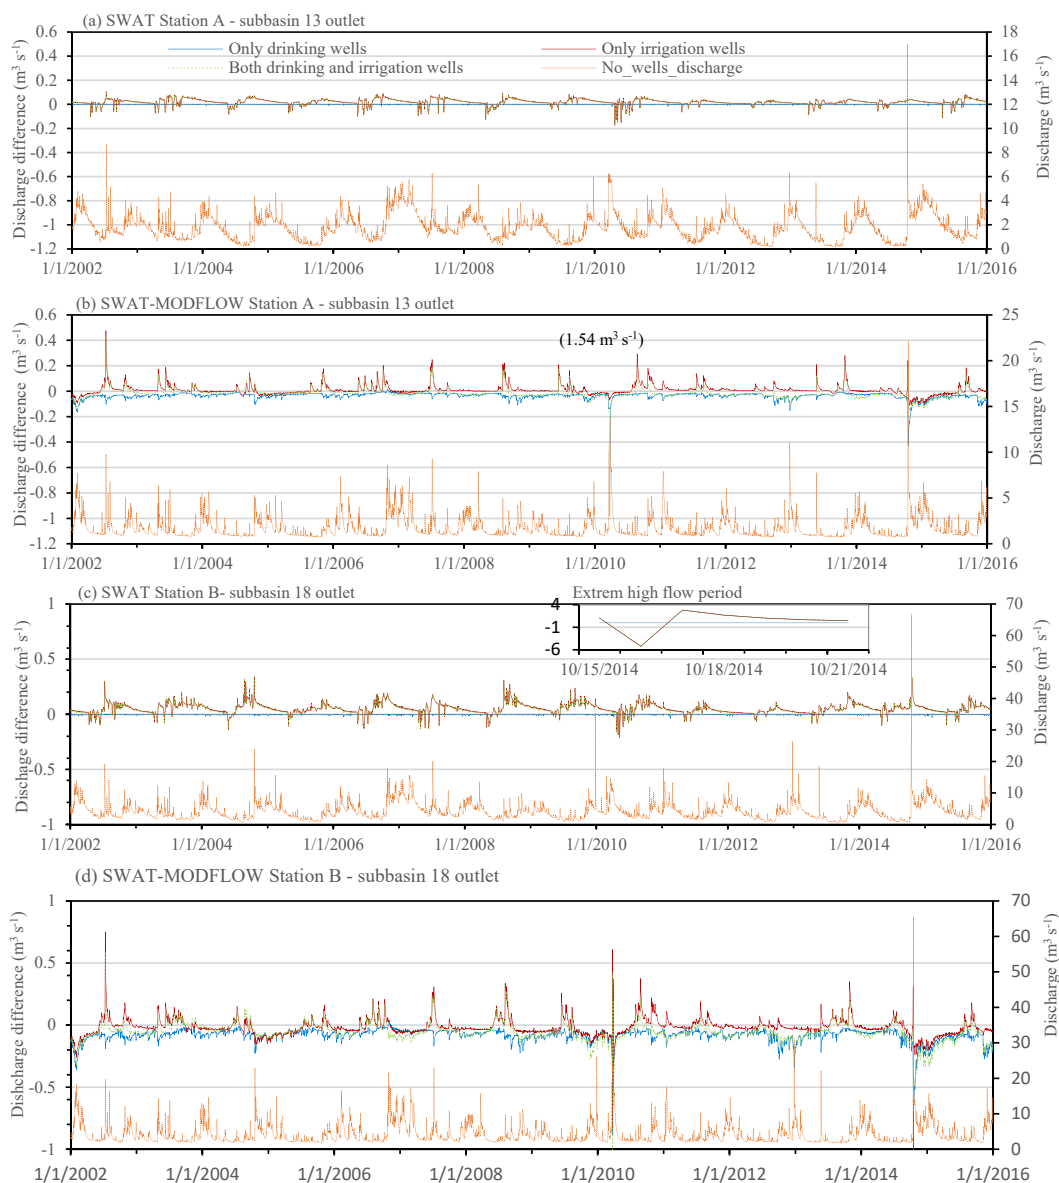 (a) SWAT Station A - subbasin 13 outlet
Only drinking wells
Only irrigation wells
Both drinking and irrigation wells
No_wells_discharge
Discharge difference (m³ s⁻¹)
0.6
0.4
0.2
0
-0.2
-0.4
-0.6
-0.8
-1
-1.2
18
16
14
12
10
8
6
4
2
0
Discharge (m³ s⁻¹)
1/1/2002 1/1/2004 1/1/2006 1/1/2008 1/1/2010 1/1/2012 1/1/2014 1/1/2016
(b) SWAT-MODFLOW Station A - subbasin 13 outlet
(1.54 m³ s⁻¹)
Discharge difference (m³ s⁻¹)
0.6
0.4
0.2
0
-0.2
-0.4
-0.6
-0.8
-1
-1.2
25
20
15
10
5
0
Discharge (m³ s⁻¹)
1/1/2002 1/1/2004 1/1/2006 1/1/2008 1/1/2010 1/1/2012 1/1/2014 1/1/2016
(c) SWAT Station B- subbasin 18 outlet
Extrem high flow period
4
-1
-6
10/15/2014 10/18/2014 10/21/2014
Dischage difference (m³ s⁻¹)
1
0.5
0
-0.5
-1
70
60
50
40
30
20
10
0
Discharge (m³ s⁻¹)
1/1/2002 1/1/2004 1/1/2006 1/1/2008 1/1/2010 1/1/2012 1/1/2014 1/1/2016
(d) SWAT-MODFLOW Station B - subbasin 18 outlet
Dishcharge difference (m³ s⁻¹)
1
0.5
0
-0.5
-1
70
60
50
40
30
20
10
0
Discharge (m³ s⁻¹)
1/1/2002 1/1/2004 1/1/2006 1/1/2008 1/1/2010 1/1/2012 1/1/2014 1/1/2016